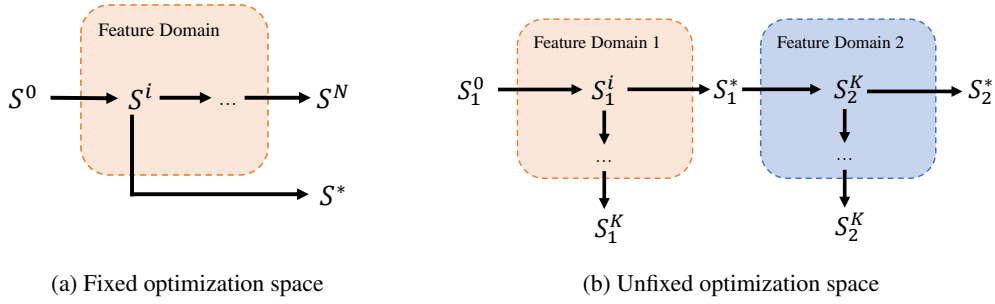 Feature Domain
S^0 S^i ... S^N
S^*
(a) Fixed optimization space
Feature Domain 1 Feature Domain 2
S_1^0 S_1^i S_1^* S_2^K S_2^*
... ...
S_1^K S_2^K
(b) Unfixed optimization space